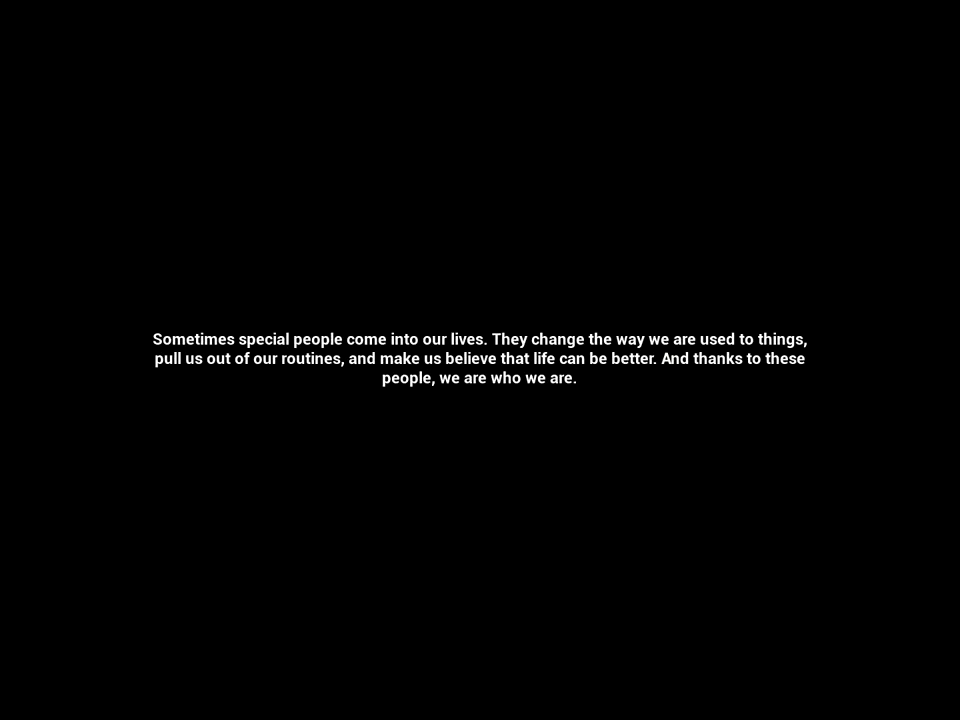 Sometimes special people come into our lives. They change the way we are used to things,
pull us out of our routines, and make us believe that life can be better. And thanks to these
people, we are who we are.